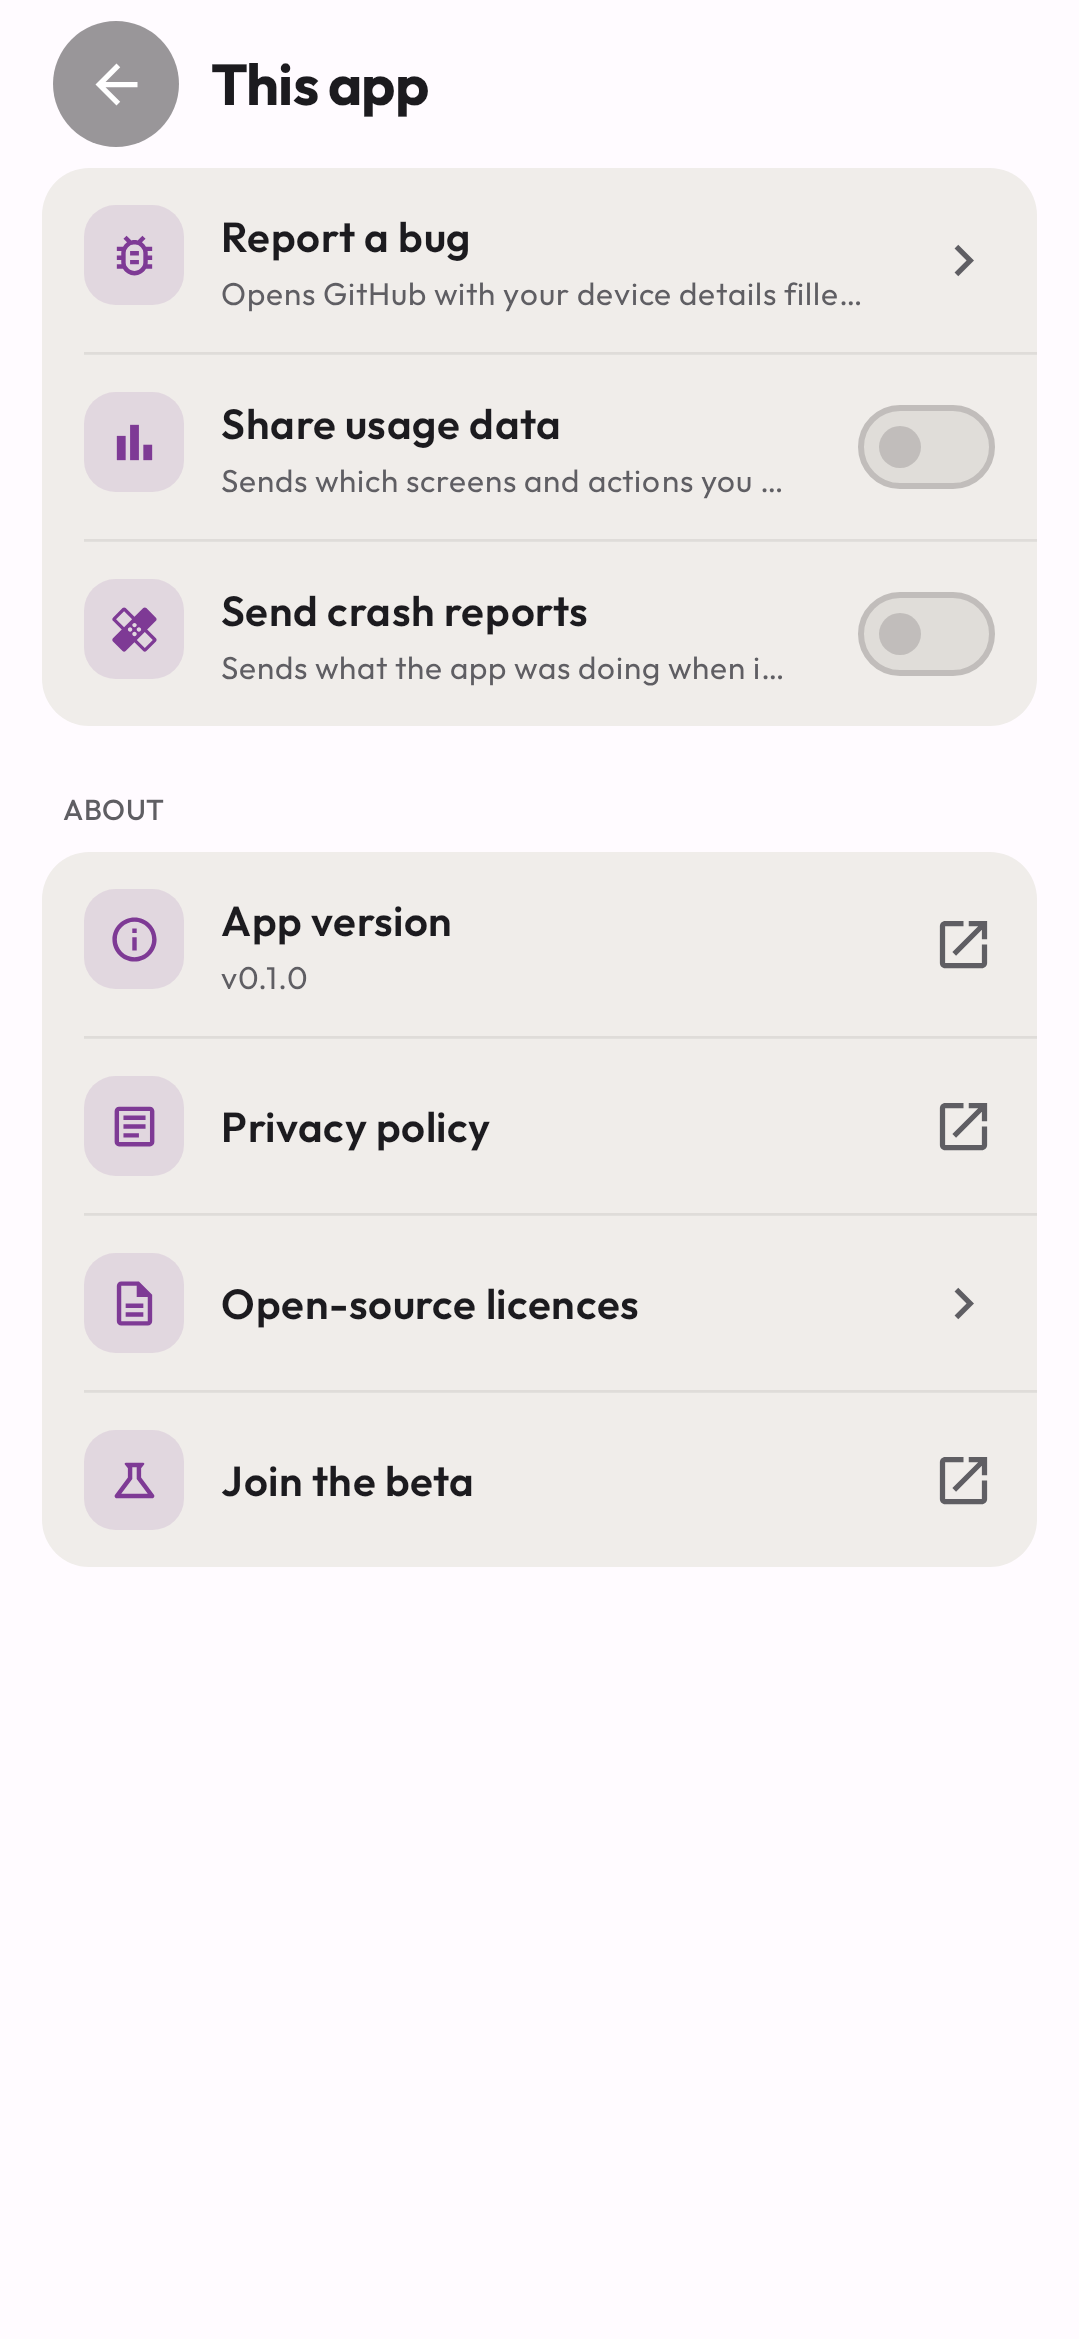 This app
Report a bug
Opens GitHub with your device details fille...
Share usage data
Sends which screens and actions you ...
Send crash reports
Sends what the app was doing when i...
ABOUT
App version
v0.1.0
Privacy policy
Open-source licences
Join the beta